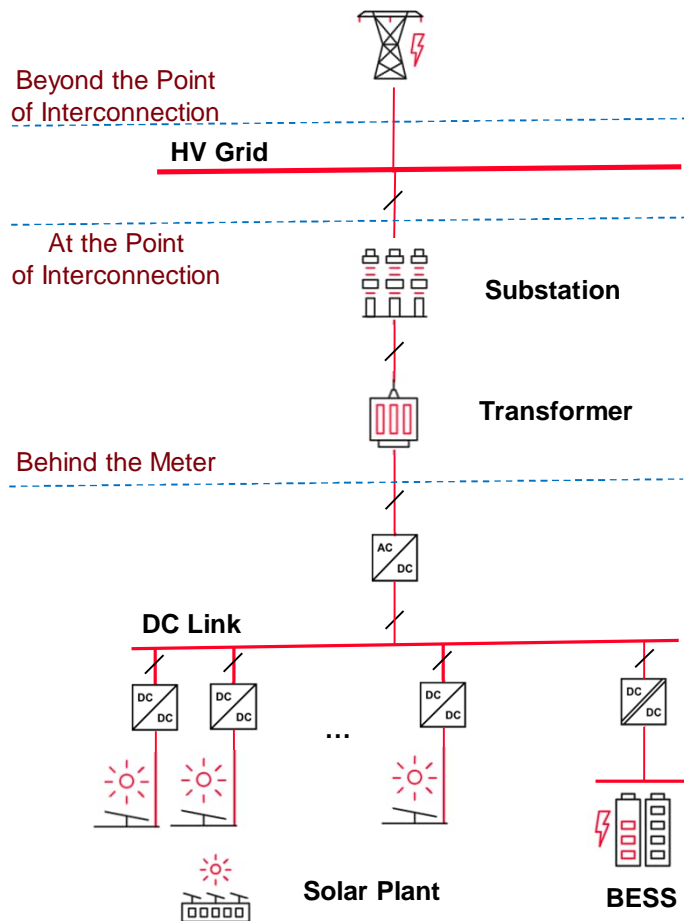 Beyond the Point
of Interconnection
HV Grid
At the Point
of Interconnection
Substation
Transformer
Behind the Meter
AC
DC
DC Link
DC
DC
DC
DC
DC
DC
DC
DC
...
Solar Plant
BESS